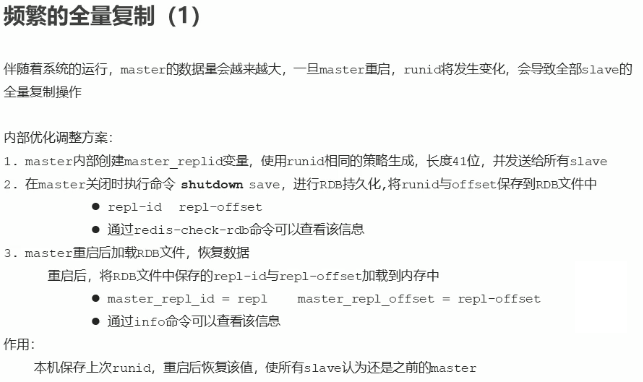 频繁的全量复制（1）
伴随着系统的运行，master的数据量会越来越大，一旦master重启，runid将发生变化，会导致全部slave的
全量复制操作
内部优化调整方案：
1. master内部创建master_replid变量，使用runid相同的策略生成，长度41位，并发送给所有slave
2. 在master关闭时执行命令 shutdown save，进行RDB持久化,将runid与offset保存到RDB文件中
● repl-id repl-offset
● 通过redis-check-rdb命令可以查看该信息
3. master重启后加载RDB文件，恢复数据
重启后，将RDB文件中保存的repl-id与repl-offset加载到内存中
● master_repl_id = repl master_repl_offset = repl-offset
● 通过info命令可以查看该信息
作用：
本机保存上次runid，重启后恢复该值，使所有slave认为还是之前的master